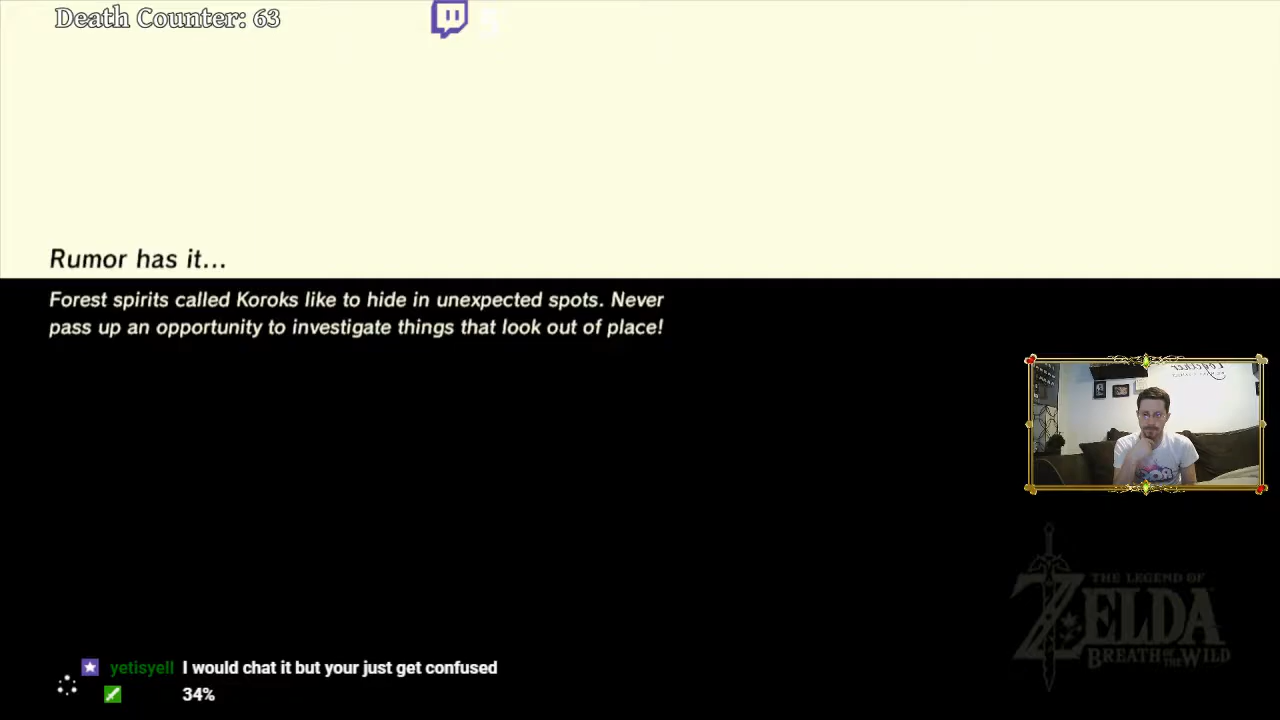 Death Counter: 63
Rumor has it...
Forest spirits called Koroks like to hide in unexpected spots. Never
pass up an opportunity to investigate things that look out of place!
THE LEGEND OF
ZELDA
BREATH OF THE WILD
yetisyell I would chat it but your just get confused
34%